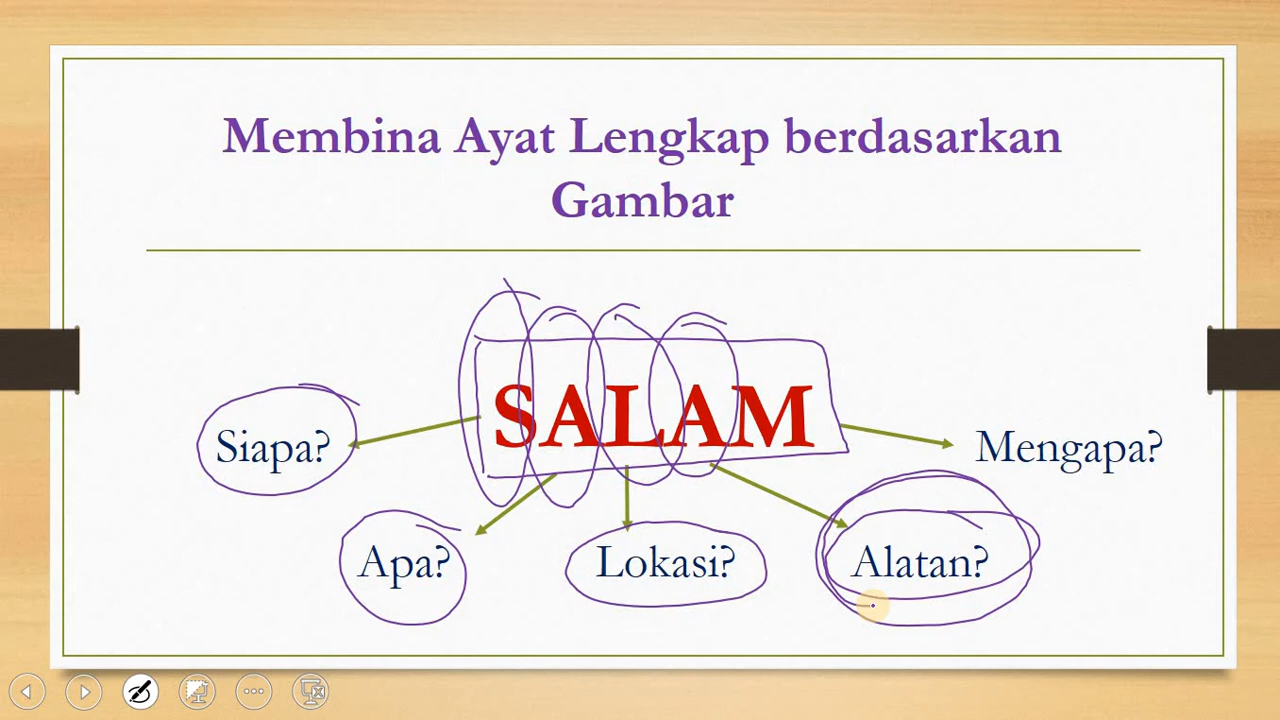 Membina Ayat Lengkap berdasarkan
Gambar
SALAM
Siapa?
Mengapa?
Apa?
Lokasi?
Alatan?